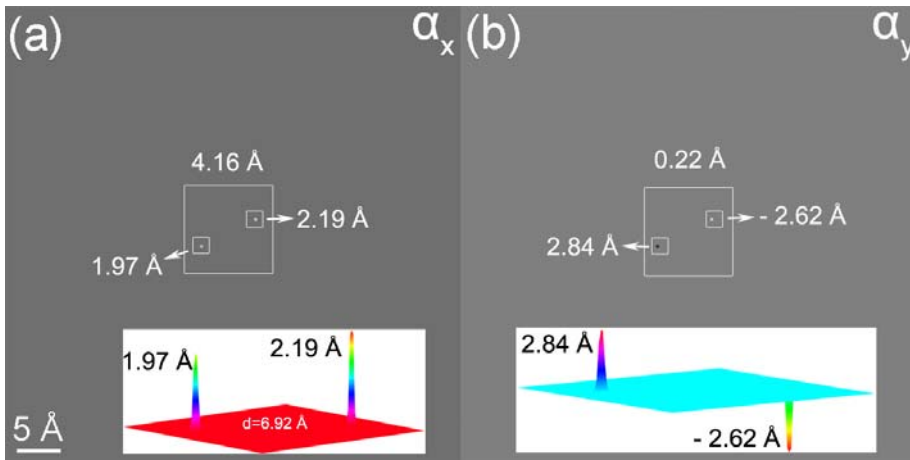 (a)
αx
4.16 Å
2.19 Å
1.97 Å
1.97 Å
2.19 Å
d=6.92 Å
5 Å
(b)
αy
0.22 Å
- 2.62 Å
2.84 Å
2.84 Å
- 2.62 Å